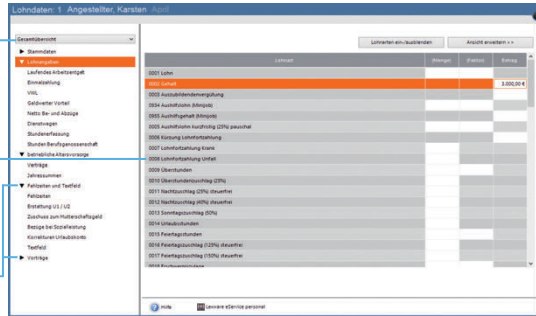 Lohndaten: 1 Angestellter, Karsten April
Gesamtübersicht
Stammdaten
Lohnangaben
Laufendes Arbeitsentgelt
Einmalzahlung
VWL
Geldwerter Vorteil
Netto Be- und Abzüge
Dienstwagen
Stundenerfassung
Stunden Berufsgenossenschaft
betriebliche Altersvorsorge
Verträge
Jahressummen
Fehlzeiten und Textfeld
Fehlzeiten
Erstattung U1 / U2
Zuschuss zum Mutterschaftsgeld
Bezüge bei Sozialleistung
Korrekturen Urlaubskonto
Textfeld
Vorträge
Lohnarten ein-/ausblenden
Ansicht erweitern >>
Lohnart (Menge) (Faktor) Betrag
0001 Lohn
0002 Gehalt 3.000,00 €
0003 Auszubildendenvergütung
0934 Aushilfslohn (Minijob)
0935 Aushilfsgehalt (Minijob)
0005 Aushilfslohn kurzfristig (25%) pauschal
0006 Kürzung Lohnfortzahlung
0007 Lohnfortzahlung Krank
0008 Lohnfortzahlung Unfall
0009 Überstunden
0010 Überstundenzuschlag (25%)
0011 Nachtzuschlag (25%) steuerfrei
0012 Nachtzuschlag (40%) steuerfrei
0013 Sonntagszuschlag (50%)
0014 Urlaubsstunden
0015 Feiertagsstunden
0016 Feiertagszuschlag (125%) steuerfrei
0017 Feiertagszuschlag (150%) steuerfrei
Hilfe
Lexware eService personal